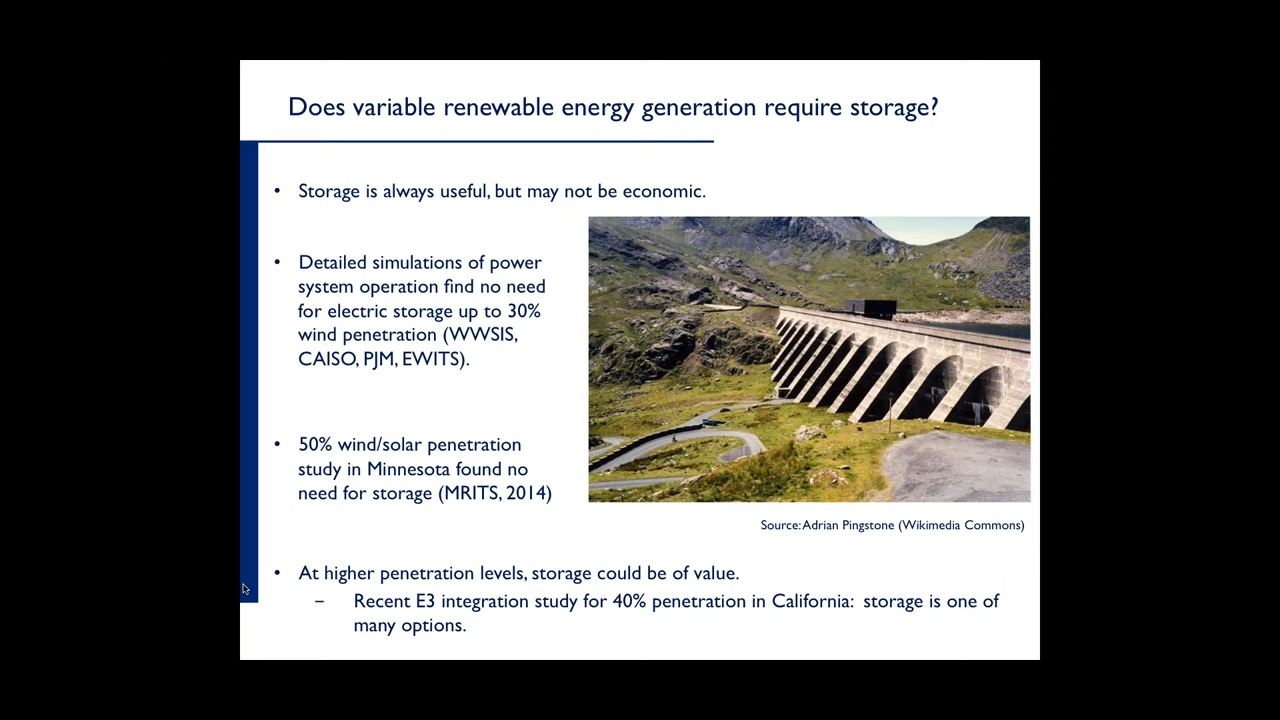 Does variable renewable energy generation require storage?
• Storage is always useful, but may not be economic.
• Detailed simulations of power
system operation find no need
for electric storage up to 30%
wind penetration (WWSIS,
CAISO, PJM, EWITS).
• 50% wind/solar penetration
study in Minnesota found no
need for storage (MRITS, 2014)
Source: Adrian Pingstone (Wikimedia Commons)
• At higher penetration levels, storage could be of value.
– Recent E3 integration study for 40% penetration in California: storage is one of
many options.